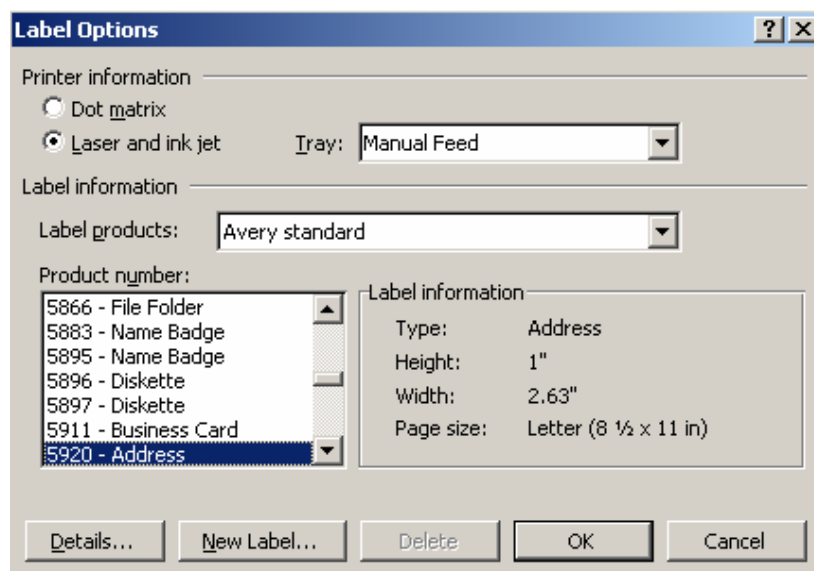 Label Options
Printer information
Dot matrix
Laser and ink jet Tray: Manual Feed
Label information
Label products: Avery standard
Product number:
5866 - File Folder
5883 - Name Badge
5895 - Name Badge
5896 - Diskette
5897 - Diskette
5911 - Business Card
5920 - Address
Label information
Type: Address
Height: 1"
Width: 2.63"
Page size: Letter (8 ½ x 11 in)
Details... New Label... Delete OK Cancel